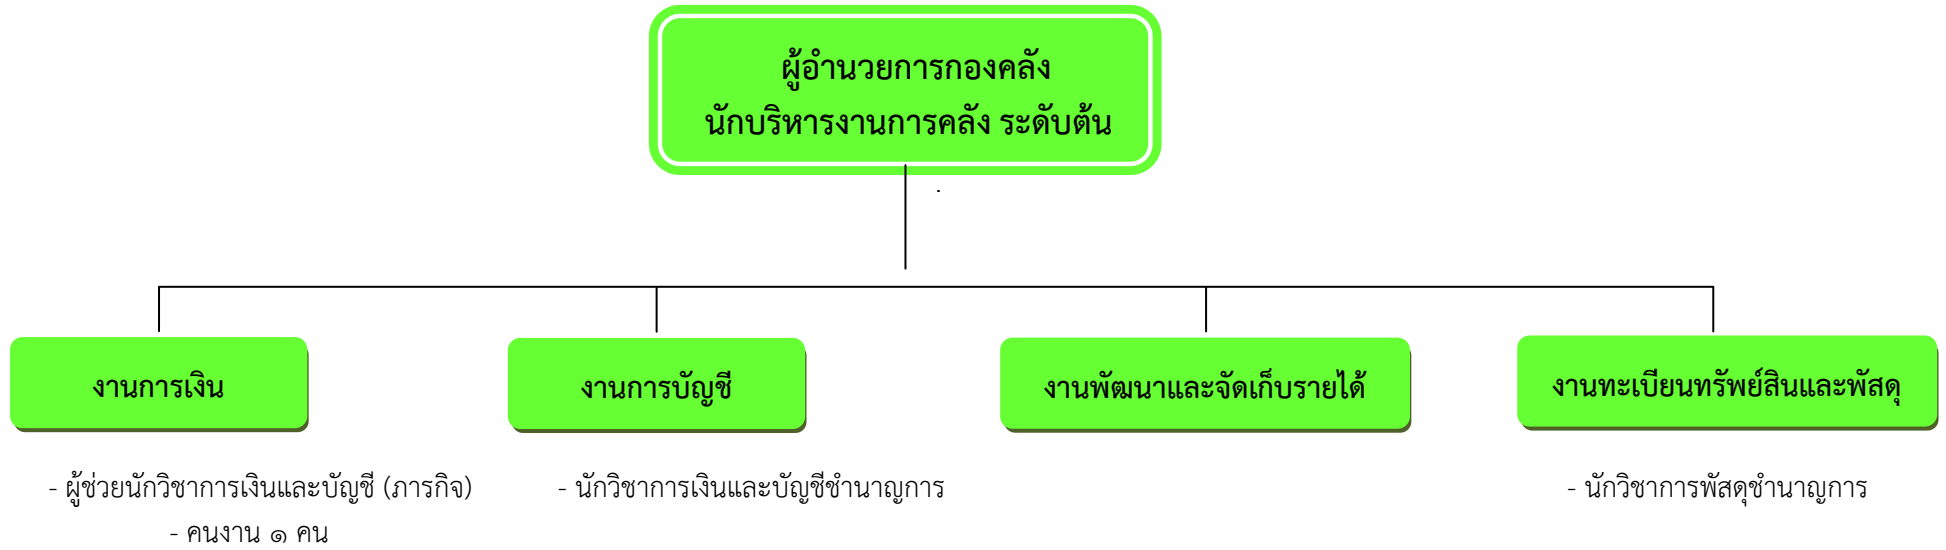 ผู้อำนวยการกองคลัง
นักบริหารงานการคลัง ระดับต้น
งานการเงิน
งานการบัญชี
งานพัฒนาและจัดเก็บรายได้
งานทะเบียนทรัพย์สินและพัสดุ
- ผู้ช่วยนักวิชาการเงินและบัญชี (ภารกิจ)
- คนงาน ๑ คน
- นักวิชาการเงินและบัญชีชำนาญการ
- นักวิชาการพัสดุชำนาญการ